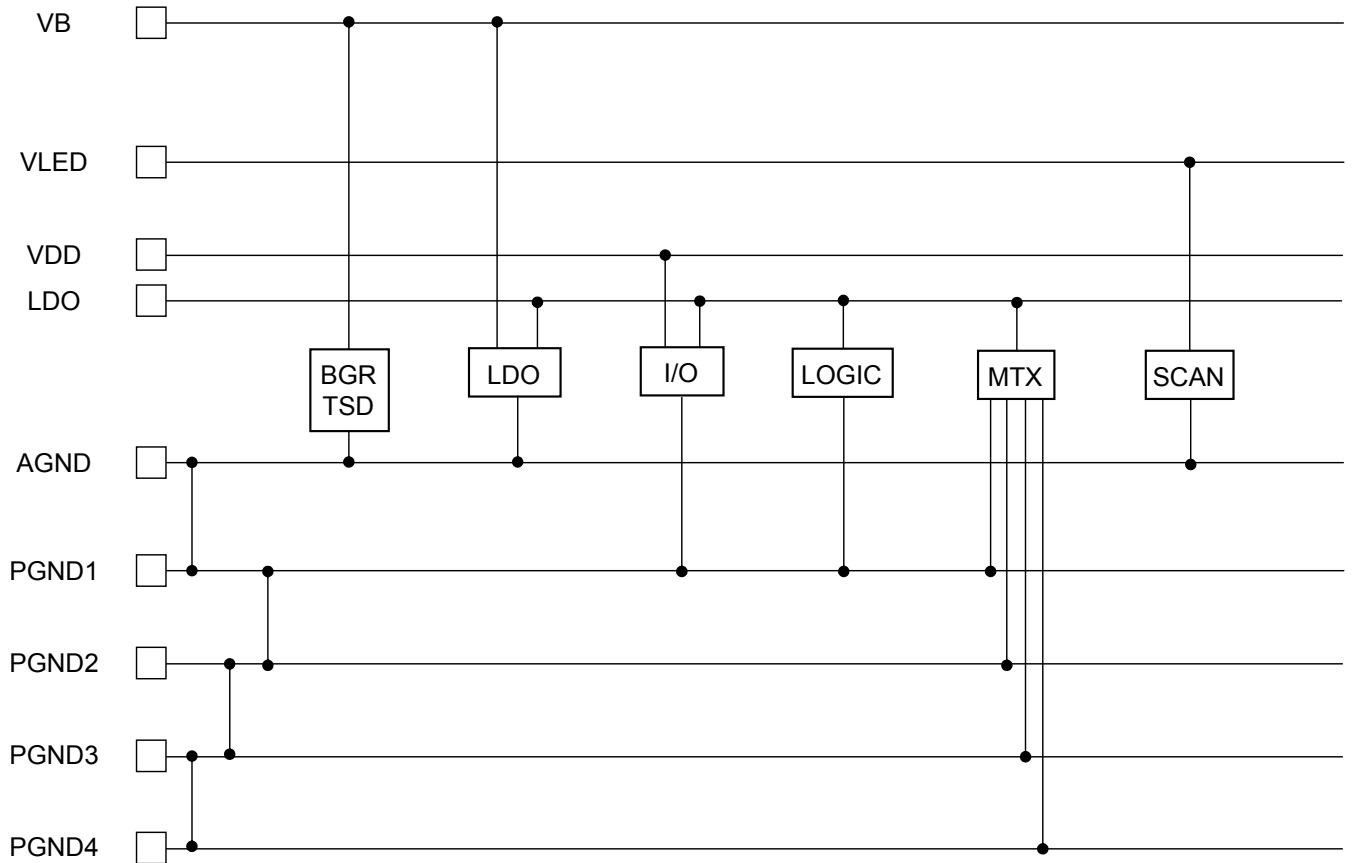 VB
VLED
VDD
LDO
BGR
TSD
LDO
I/O
LOGIC
MTX
SCAN
AGND
PGND1
PGND2
PGND3
PGND4